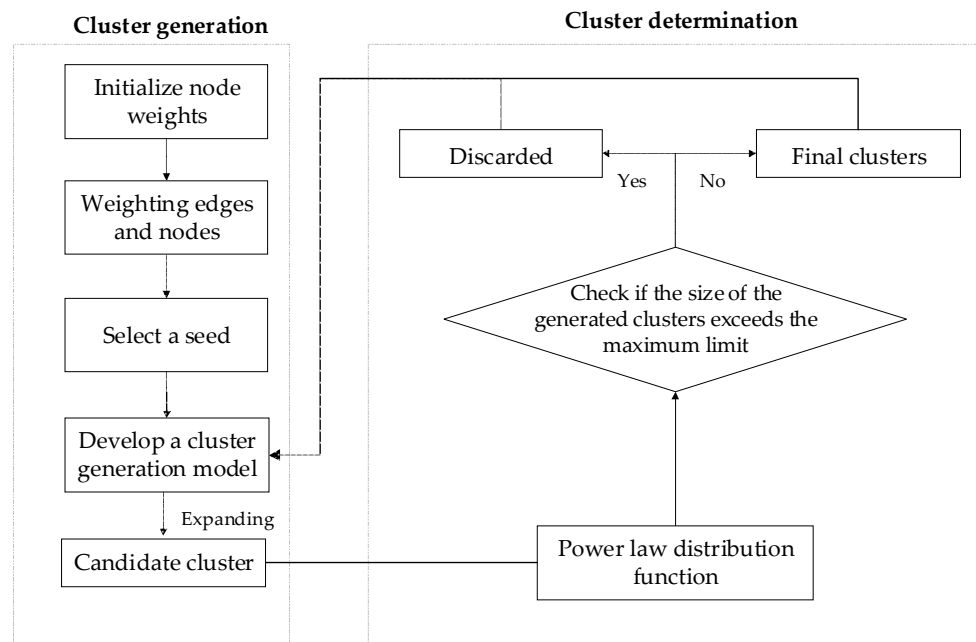 Cluster generation
Initialize node
weights
Weighting edges
and nodes
Select a seed
Develop a cluster
generation model
Expanding
Candidate cluster
Cluster determination
Discarded
Final clusters
Yes
No
Check if the size of the
generated clusters exceeds the
maximum limit
Power law distribution
function